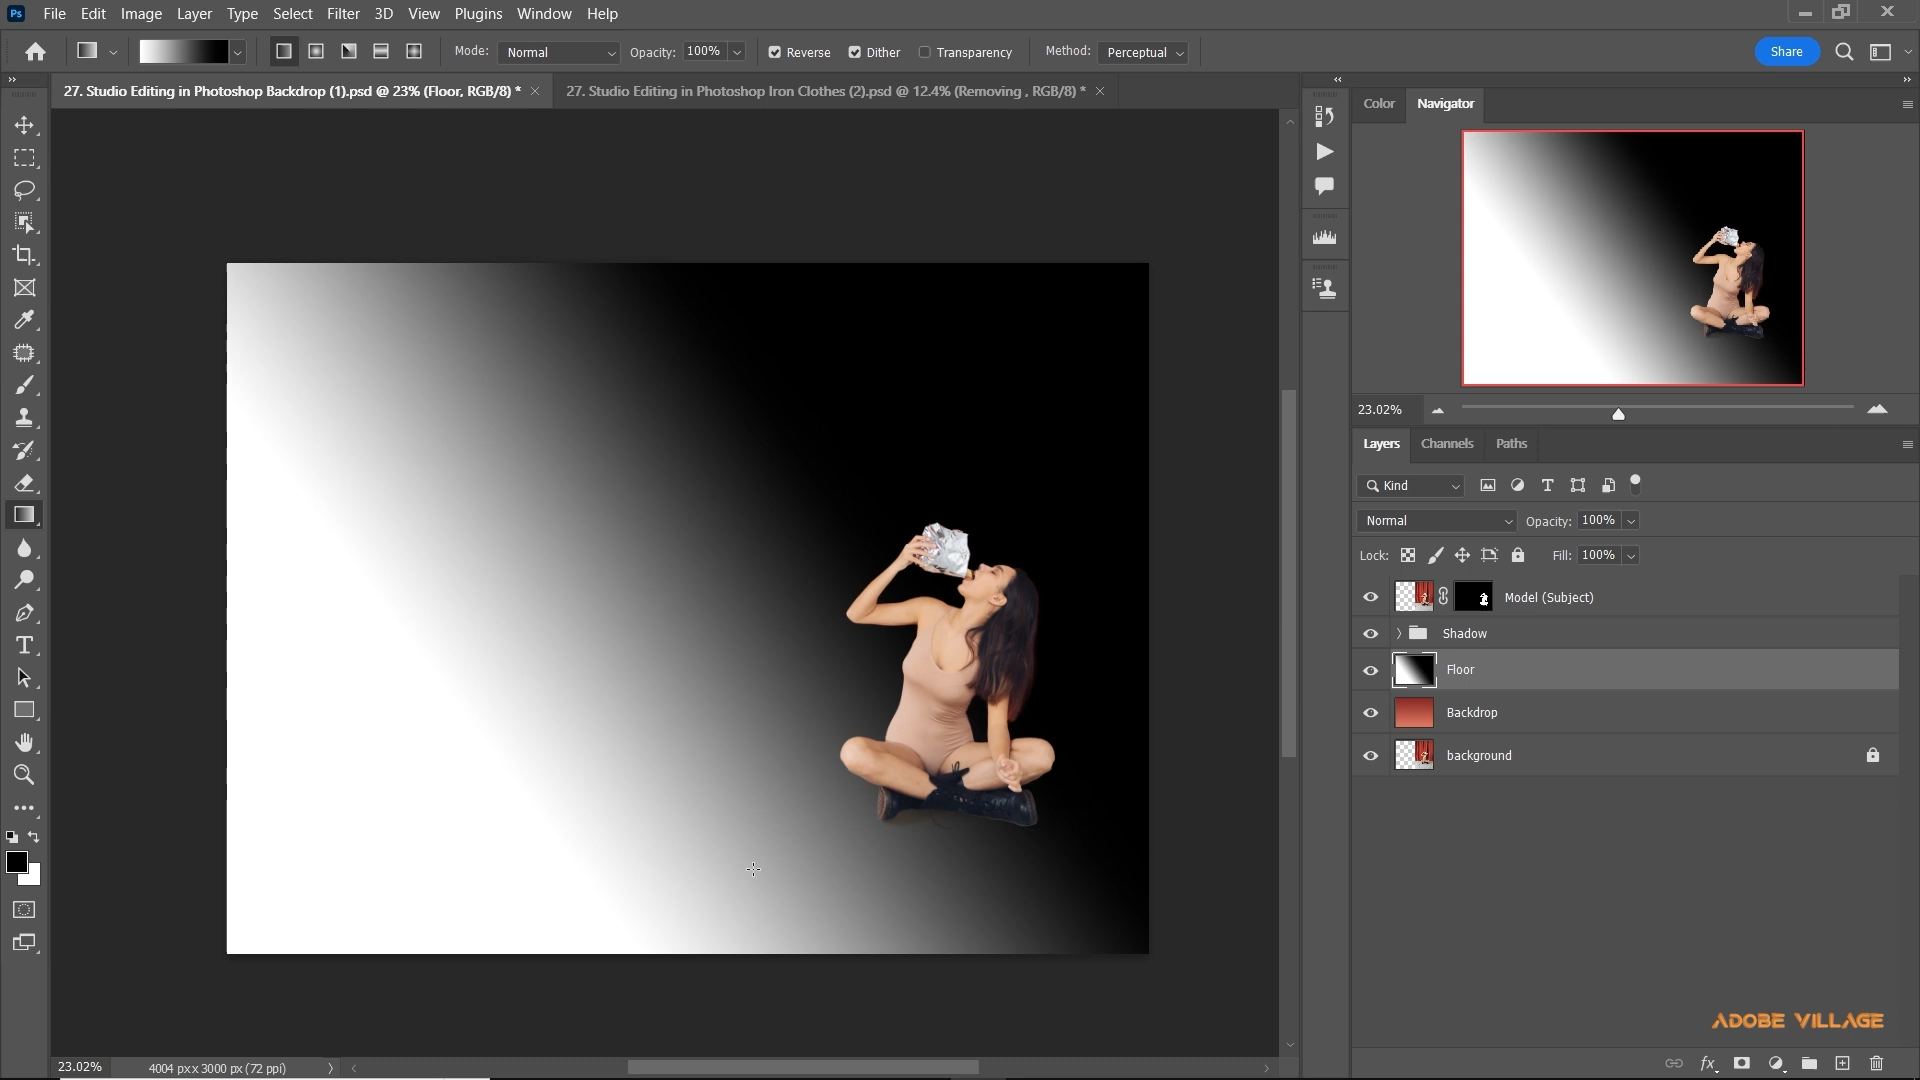 Ps File Edit Image Layer Type Select Filter 3D View Plugins Window Help
Mode: Normal Opacity: 100% Reverse Dither Transparency Method: Perceptual Share
27. Studio Editing in Photoshop Backdrop (1).psd @ 23% (Floor, RGB/8) * 27. Studio Editing in Photoshop Iron Clothes (2).psd @ 12.4% (Removing , RGB/8) *
Color Navigator
23.02%
Layers Channels Paths
Kind
Normal Opacity: 100%
Lock: Fill: 100%
Model (Subject)
Shadow
Floor
Backdrop
background
ADOBE VILLAGE
23.02% 4004 px x 3000 px (72 ppi)
fx